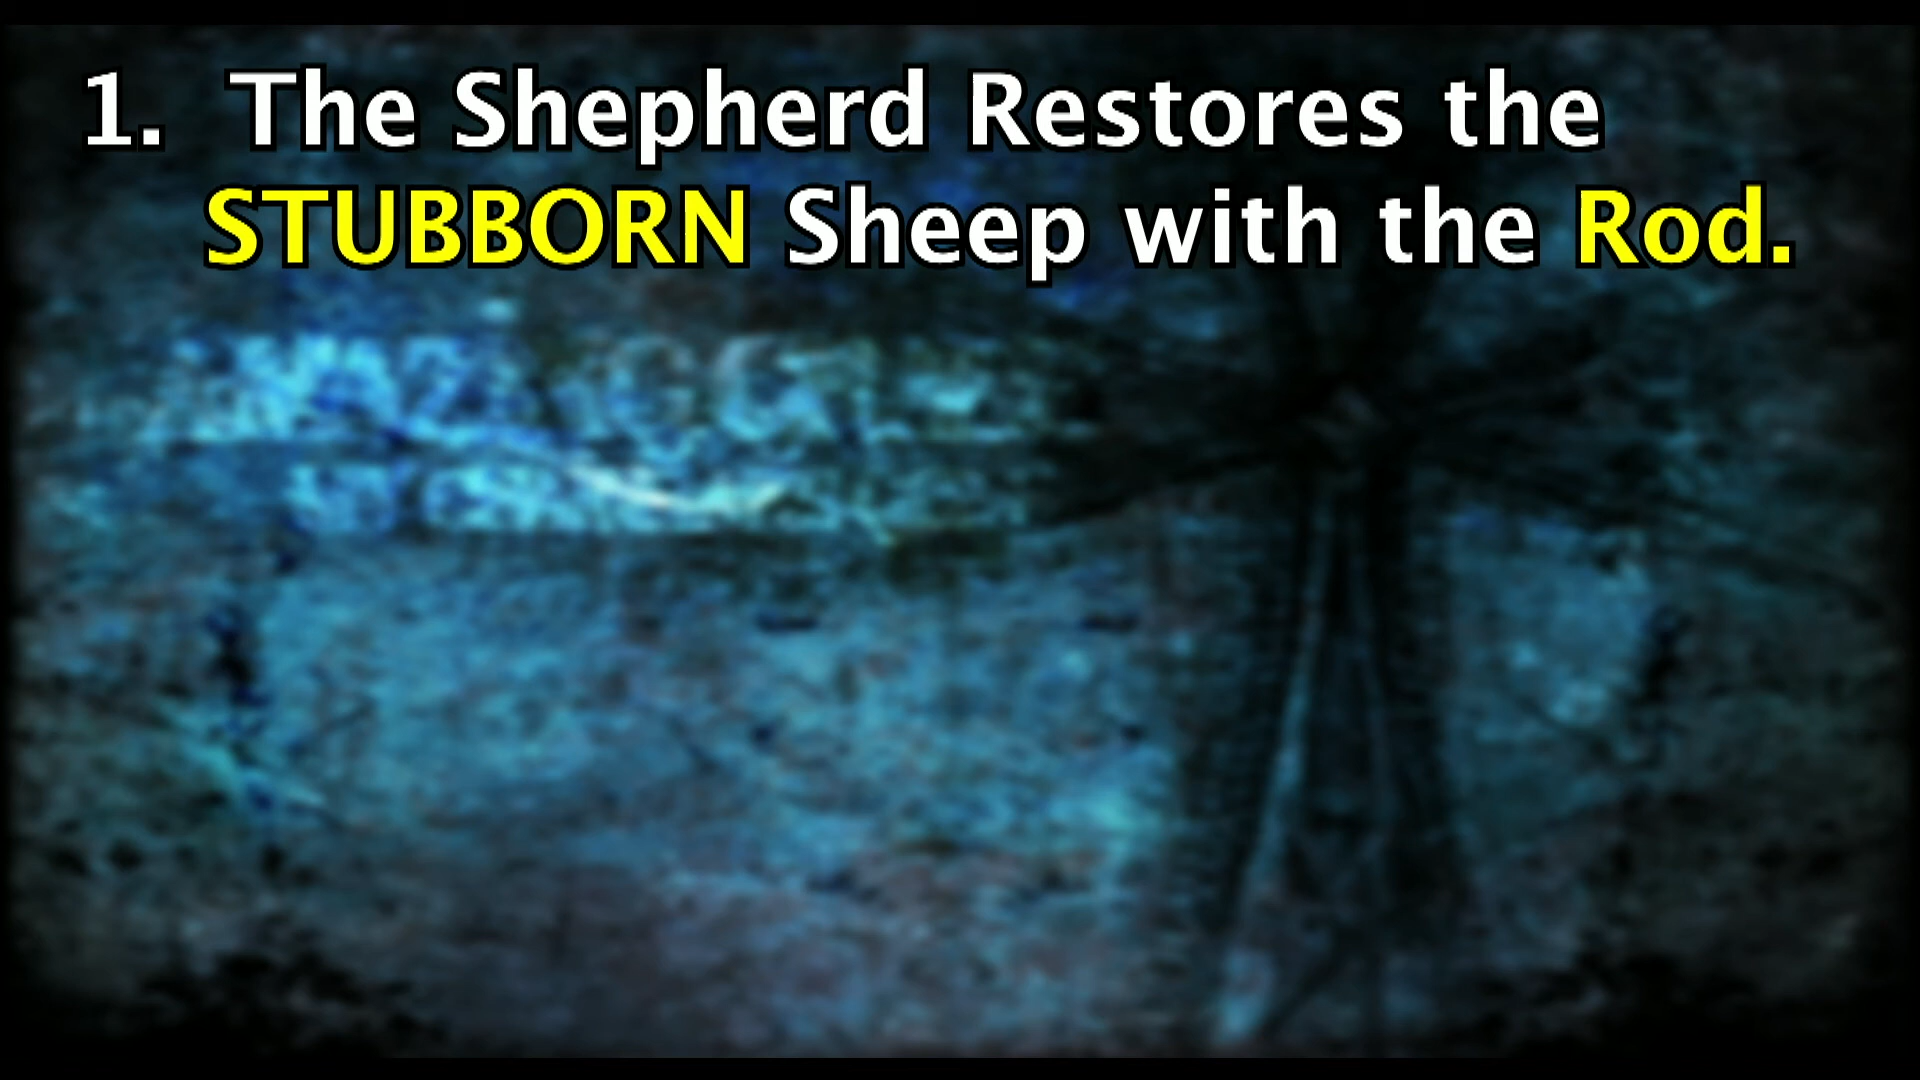 1. The Shepherd Restores the
STUBBORN Sheep with the Rod.